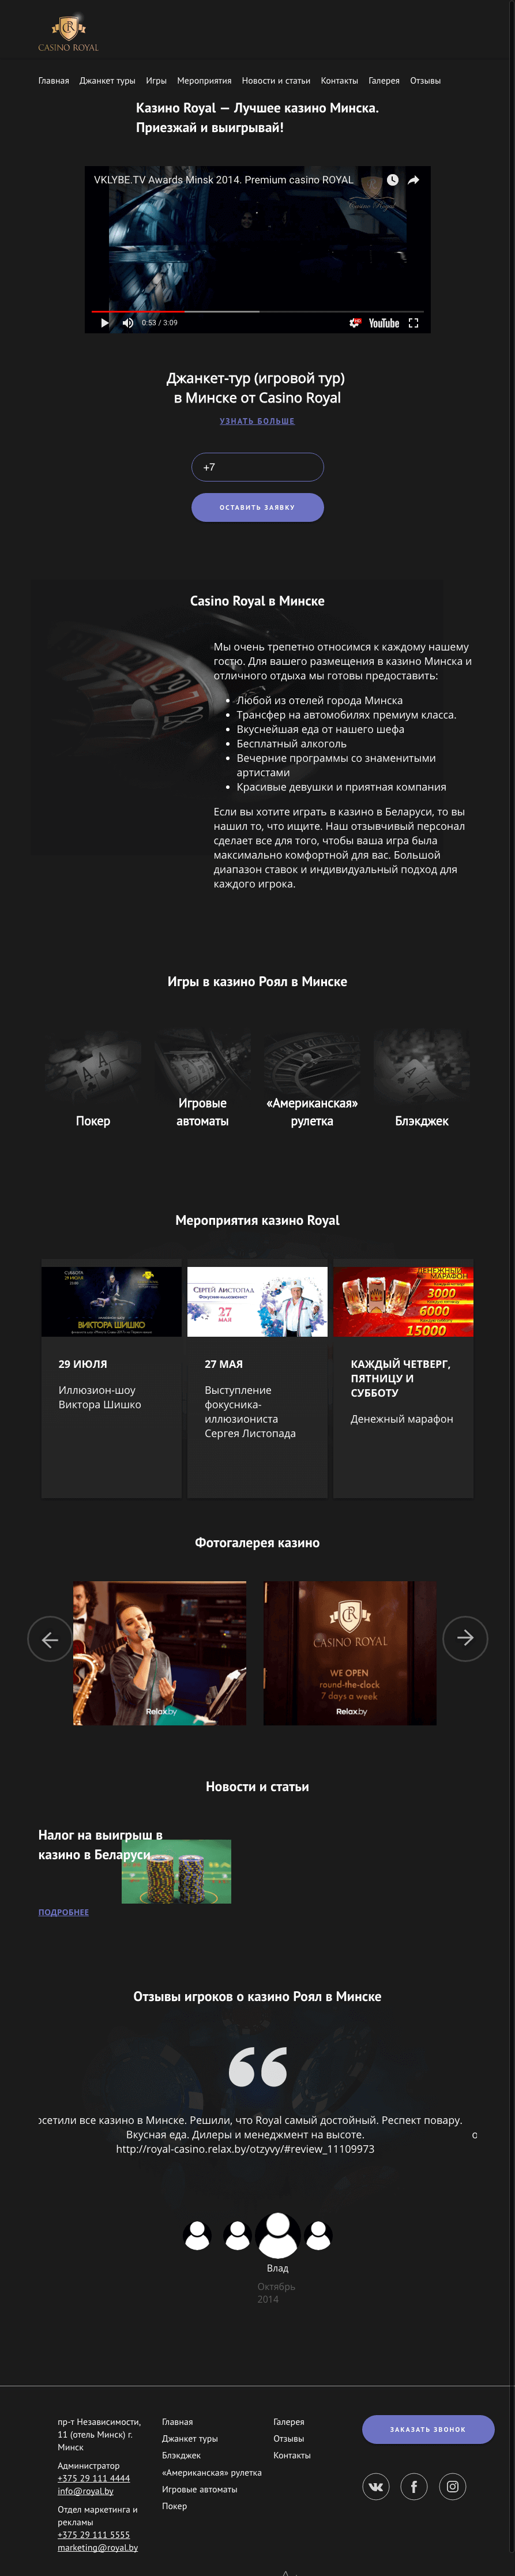 CASINO ROYAL
Главная Джанкет туры Игры Мероприятия Новости и статьи Контакты Галерея Отзывы
Казино Royal — Лучшее казино Минска.
Приезжай и выигрывай!
VKLYBE.TV Awards Minsk 2014. Premium casino ROYAL
Casino Royal
0:53 / 3:09
HD
YouTube
Джанкет-тур (игровой тур)
в Минске от Casino Royal
УЗНАТЬ БОЛЬШЕ
+7
ОСТАВИТЬ ЗАЯВКУ
Casino Royal в Минске
Мы очень трепетно относимся к каждому нашему
гостю. Для вашего размещения в казино Минска и
отличного отдыха мы готовы предоставить:
Любой из отелей города Минска
Трансфер на автомобилях премиум класса.
Вкуснейшая еда от нашего шефа
Бесплатный алкоголь
Вечерние программы со знаменитыми
артистами
Красивые девушки и приятная компания
Если вы хотите играть в казино в Беларуси, то вы
нашил то, что ищите. Наш отзывчивый персонал
сделает все для того, чтобы ваша игра была
максимально комфортной для вас. Большой
диапазон ставок и индивидуальный подход для
каждого игрока.
Игры в казино Роял в Минске
Покер
Игровые
автоматы
«Американская»
рулетка
Блэкджек
Мероприятия казино Royal
СУББОТА
29 ИЮЛЯ
ВИКТОРА ШИШКО
29 ИЮЛЯ
Иллюзион-шоу
Виктора Шишко
СЕРГЕЙ ЛИСТОПАД
27
МАЯ
27 МАЯ
Выступление
фокусника-
иллюзиониста
Сергея Листопада
ДЕНЕЖНЫЙ
МАРАФОН
3000
6000
15000
КАЖДЫЙ ЧЕТВЕРГ,
ПЯТНИЦУ И
СУББОТУ
Денежный марафон
Фотогалерея казино
Relax.by
CASINO ROYAL
WE OPEN
round-the-clock
7 days a week
Relax.by
Новости и статьи
Налог на выигрыш в
казино в Беларуси
ПОДРОБНЕЕ
Отзывы игроков о казино Роял в Минске
“
осетили все казино в Минске. Решили, что Royal самый достойный. Респект повару.
Вкусная еда. Дилеры и менеджмент на высоте.
http://royal-casino.relax.by/otzyvy/#review_11109973
Влад
Октябрь
2014
пр-т Независимости,
11 (отель Минск) г.
Минск
Администратор
+375 29 111 4444
info@royal.by
Отдел маркетинга и
рекламы
+375 29 111 5555
marketing@royal.by
Главная
Джанкет туры
Блэкджек
«Американская» рулетка
Игровые автоматы
Покер
Галерея
Отзывы
Контакты
ЗАКАЗАТЬ ЗВОНОК